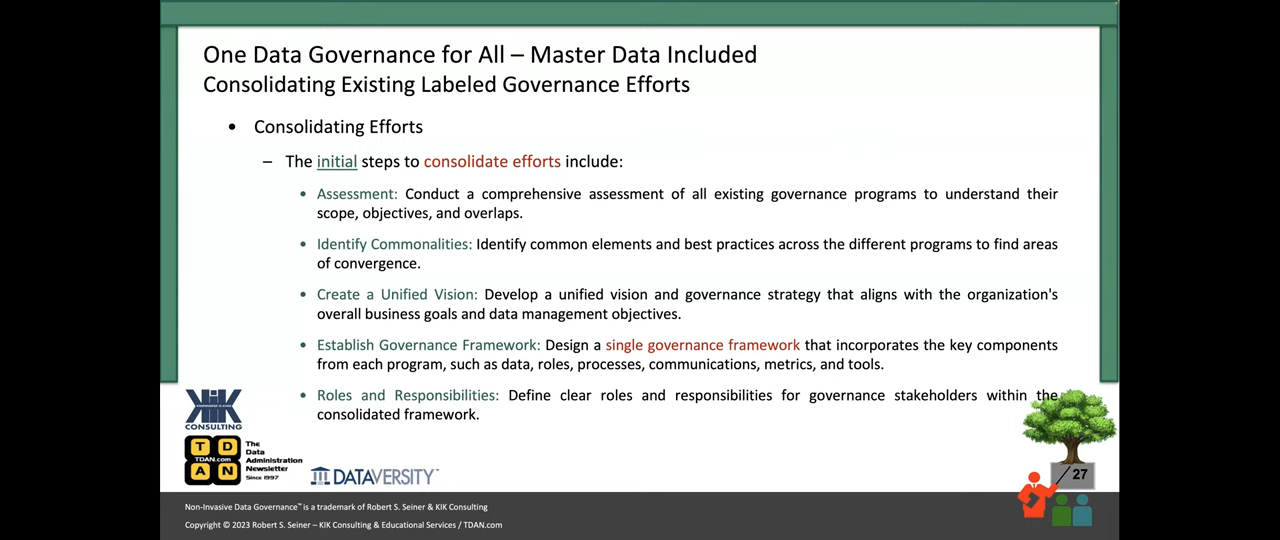 One Data Governance for All – Master Data Included
Consolidating Existing Labeled Governance Efforts
• Consolidating Efforts
– The initial steps to consolidate efforts include:
• Assessment: Conduct a comprehensive assessment of all existing governance programs to understand their
scope, objectives, and overlaps.
• Identify Commonalities: Identify common elements and best practices across the different programs to find areas
of convergence.
• Create a Unified Vision: Develop a unified vision and governance strategy that aligns with the organization's
overall business goals and data management objectives.
• Establish Governance Framework: Design a single governance framework that incorporates the key components
from each program, such as data, roles, processes, communications, metrics, and tools.
• Roles and Responsibilities: Define clear roles and responsibilities for governance stakeholders within the
consolidated framework.
KIK
CONSULTING
T D
TDAN.com
A N
The
Data
Administration
Newsletter
Since 1997
DATAVERSITY™
27
Non-Invasive Data Governance™ is a trademark of Robert S. Seiner & KIK Consulting
Copyright © 2023 Robert S. Seiner – KIK Consulting & Educational Services / TDAN.com